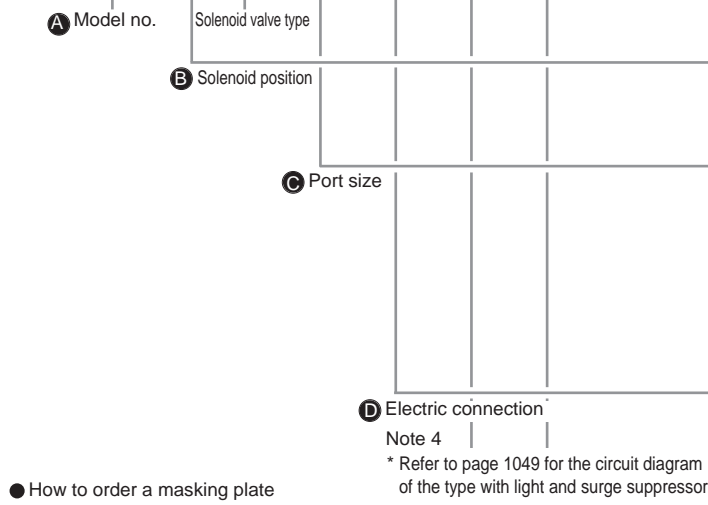 A Model no.
Solenoid valve type
B Solenoid position
C Port size
D Electric connection
Note 4
* Refer to page 1049 for the circuit diagram
of the type with light and surge suppressor
● How to order a masking plate